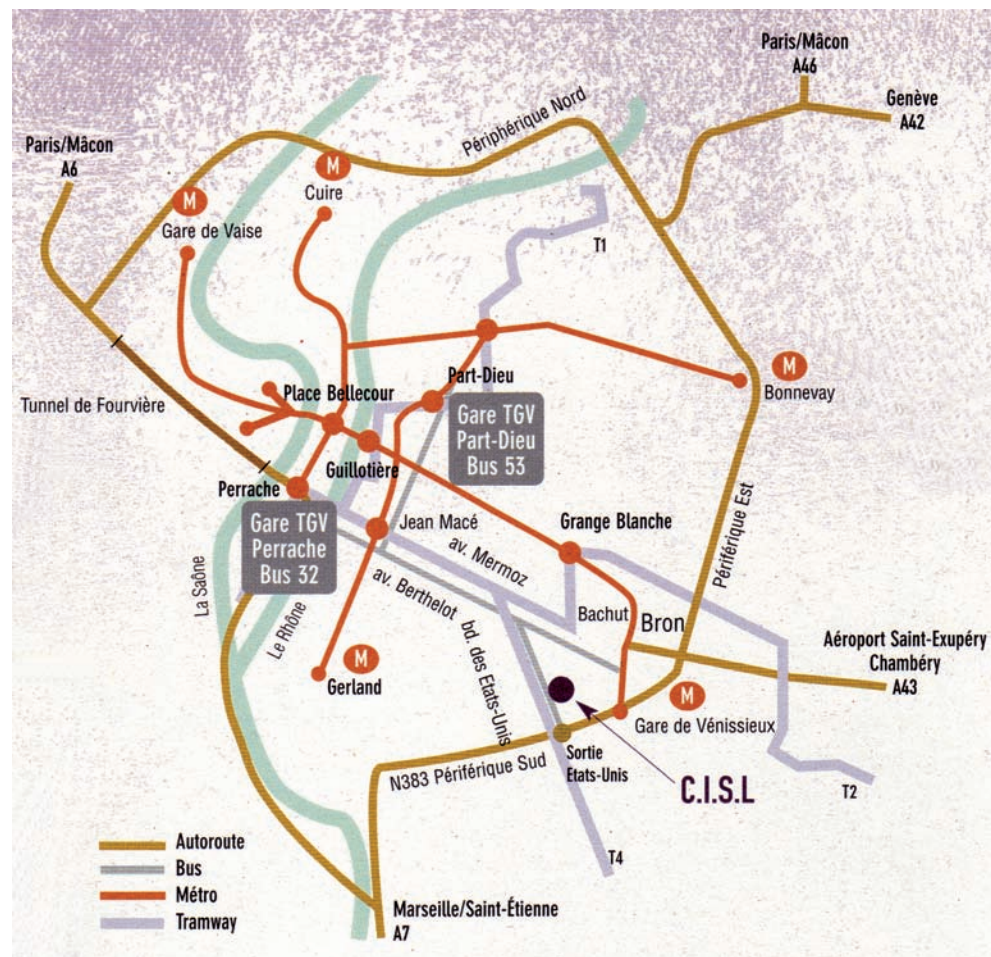 Paris/Mâcon
A46
Genève
A42
Périphérique Nord
Paris/Mâcon
A6
M
Cuire
M
Gare de Vaise
T1
M
Bonnevay
Tunnel de Fourvière
Place Bellecour
Part-Dieu
Gare TGV
Part-Dieu
Bus 53
Guillotière
Perrache
Gare TGV
Perrache
Bus 32
Jean Macé
av. Mermoz
Grange Blanche
Périférique Est
La Saône
Le Rhône
av. Berthelot
bd. des Etats-Unis
Bachut
Bron
Aéroport Saint-Exupéry
Chambéry
A43
M
Gerland
M
Gare de Vénissieux
N383 Périférique Sud
Sortie
Etats-Unis
C.I.S.L
T2
T4
Autoroute
Bus
Métro
Tramway
Marseille/Saint-Étienne
A7